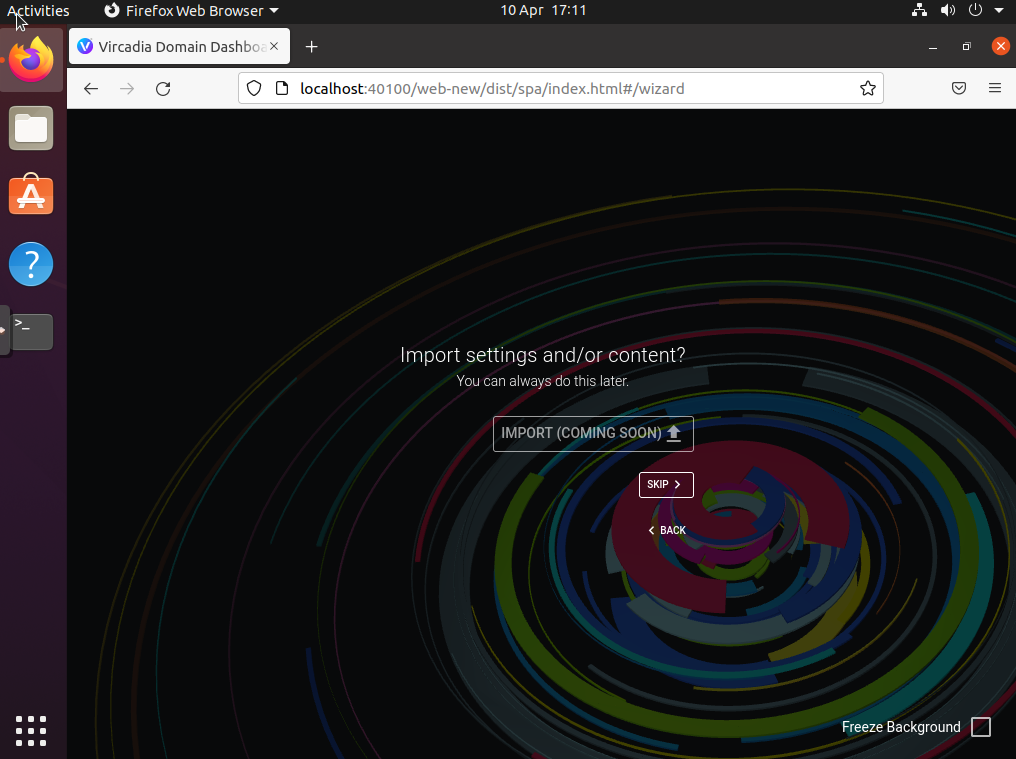 Activities
Firefox Web Browser
10 Apr 17:11
Vircadia Domain Dashboa
localhost:40100/web-new/dist/spa/index.html#/wizard
Import settings and/or content?
You can always do this later.
IMPORT (COMING SOON)
SKIP
BACK
Freeze Background